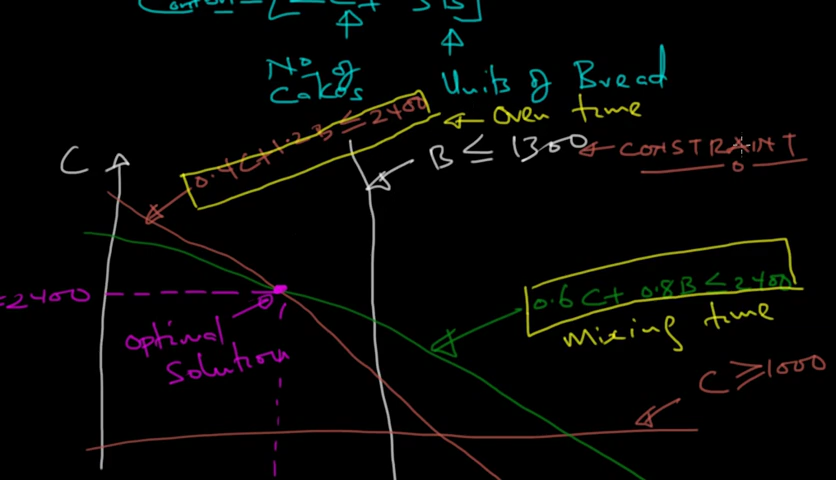 No of
Cakes
Units of Bread
0.4C+1.2B ≤ 2400
Oven time
C
B ≤ 1300
CONSTRAINT
=2400
optimal
Solution
0.6C+ 0.8B ≤ 2400
Mixing time
C ≥ 1000